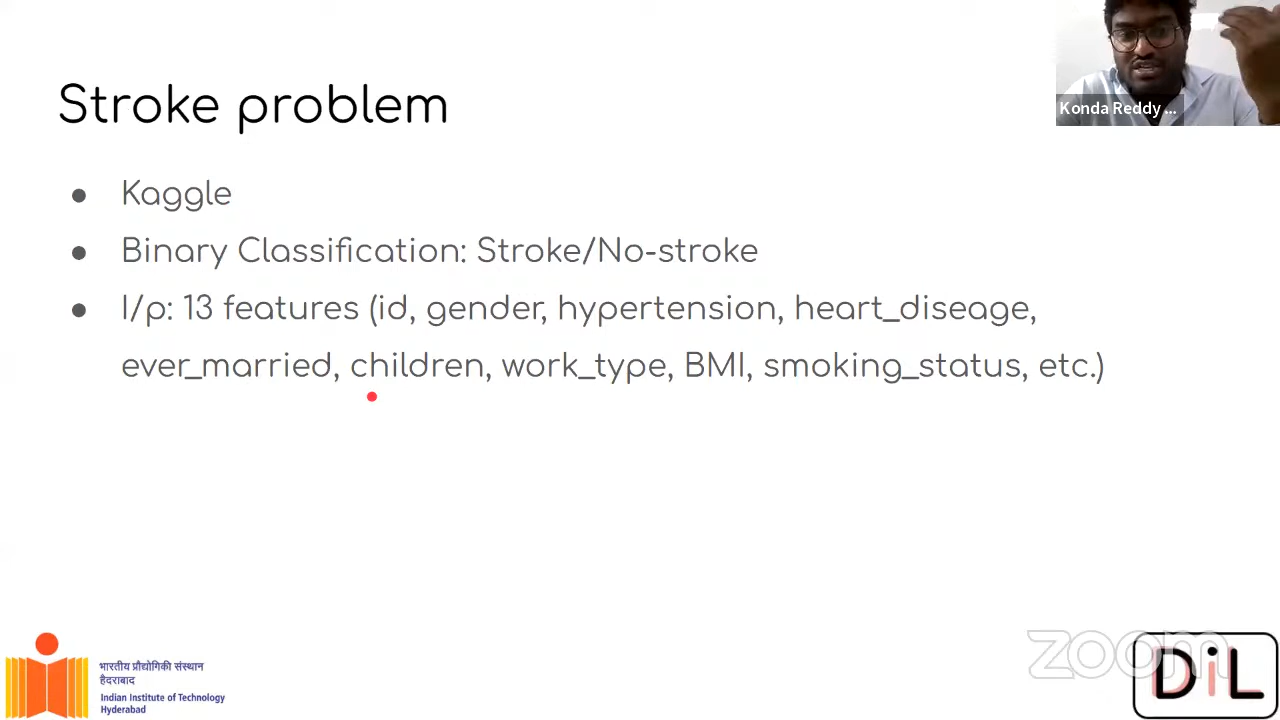 Stroke problem
Konda Reddy ...
● Kaggle
● Binary Classification: Stroke/No-stroke
● I/p: 13 features (id, gender, hypertension, heart_disease,
ever_married, children, work_type, BMI, smoking_status, etc.)
भारतीय प्रौद्योगिकी संस्थान
हैदराबाद
Indian Institute of Technology
Hyderabad
zoom
DiL